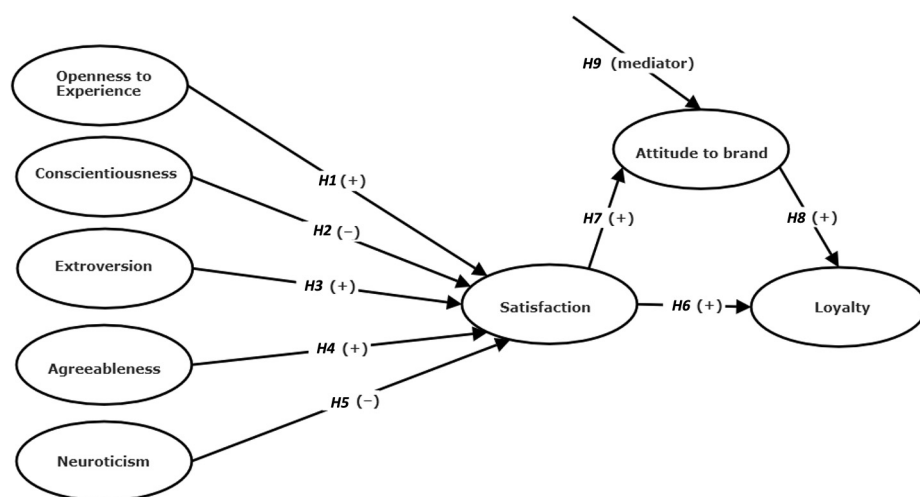 Openness to
Experience
Conscientiousness
Extroversion
Agreeableness
Neuroticism
H1 (+)
H2 (−)
H3 (+)
H4 (+)
H5 (−)
Satisfaction
H9 (mediator)
Attitude to brand
H7 (+)
H8 (+)
H6 (+)
Loyalty